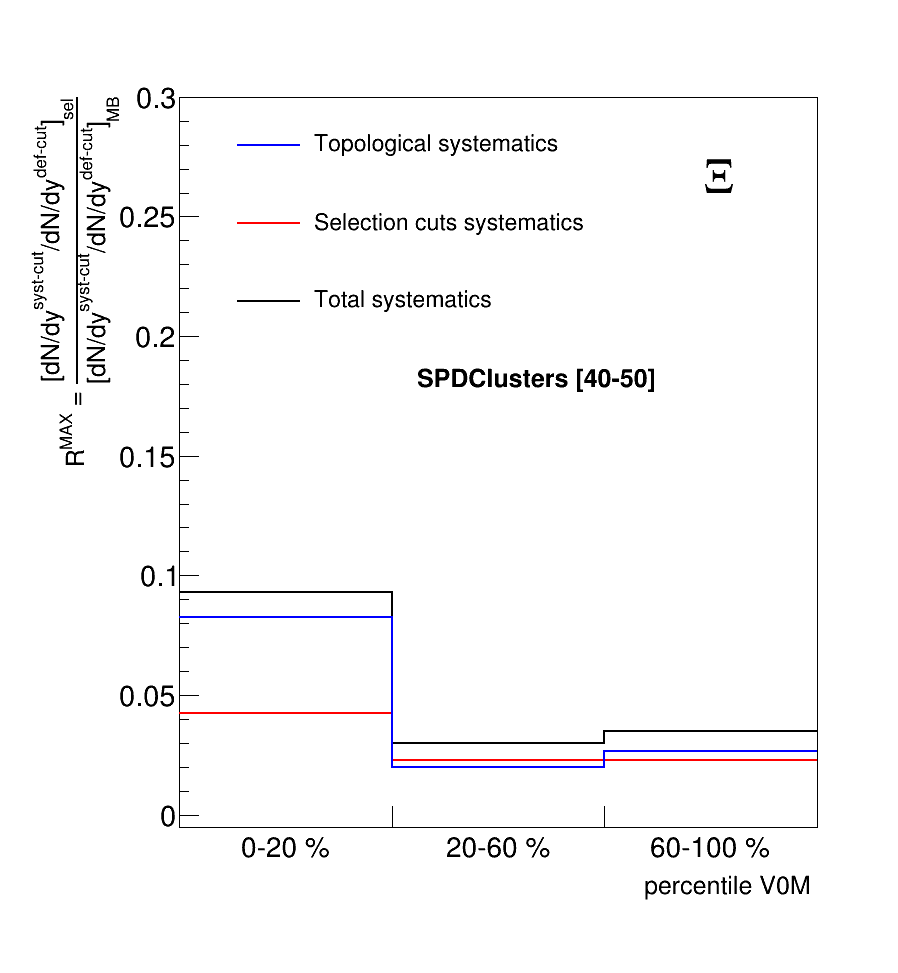 R^MAX = [dN/dy^syst-cut/dN/dy^def-cut]_sel
[dN/dy^syst-cut/dN/dy^def-cut]_MB
0.3
0.25
0.2
0.15
0.1
0.05
0
Topological systematics
Selection cuts systematics
Total systematics
Ξ
SPDClusters [40-50]
0-20 % 20-60 % 60-100 %
percentile V0M